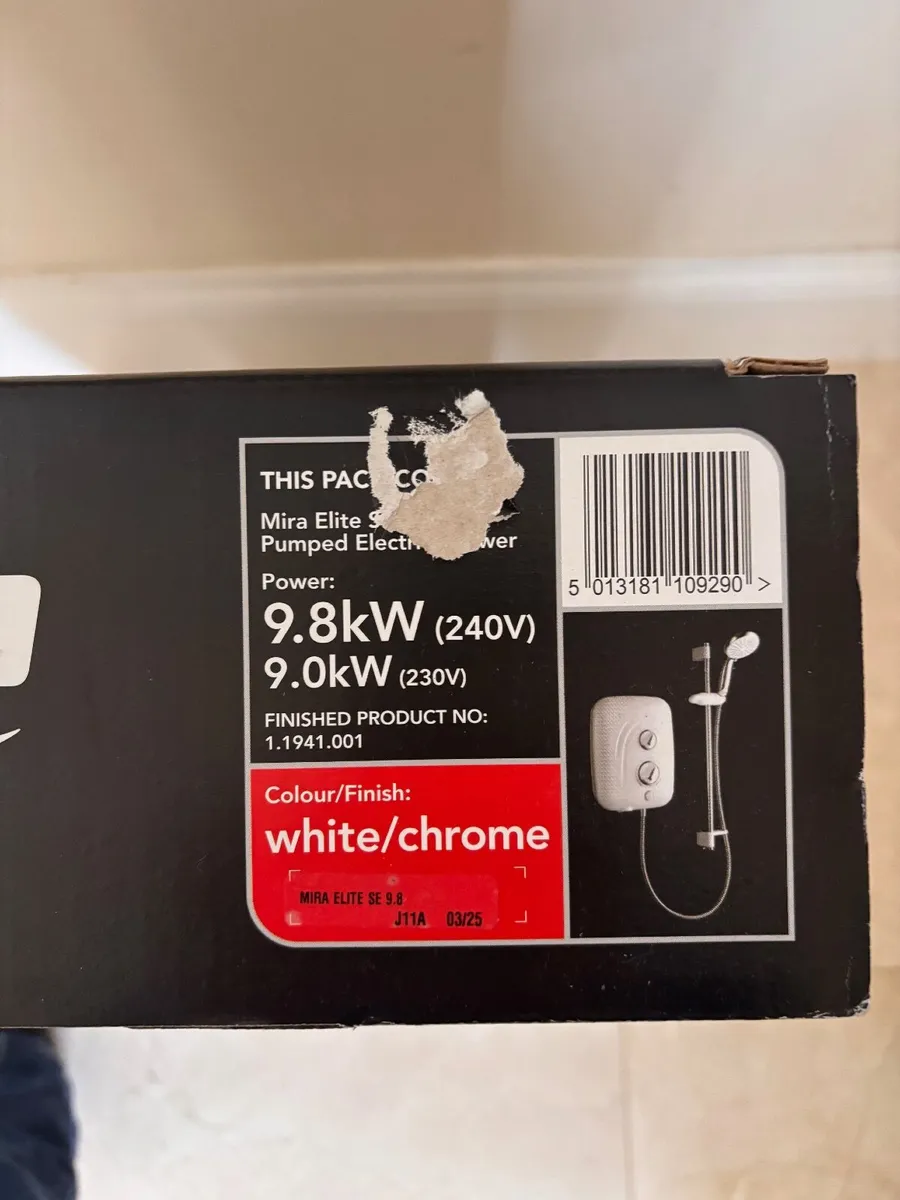 THIS PAC
Mira Elite
Pumped
Power:
9.8kW (240V)
9.0kW (230V)
FINISHED PRODUCT NO:
1.1941.001
Colour/Finish:
white/chrome
MIRA ELITE SE 9.8
J11A 03/25
5 013181 109290 >